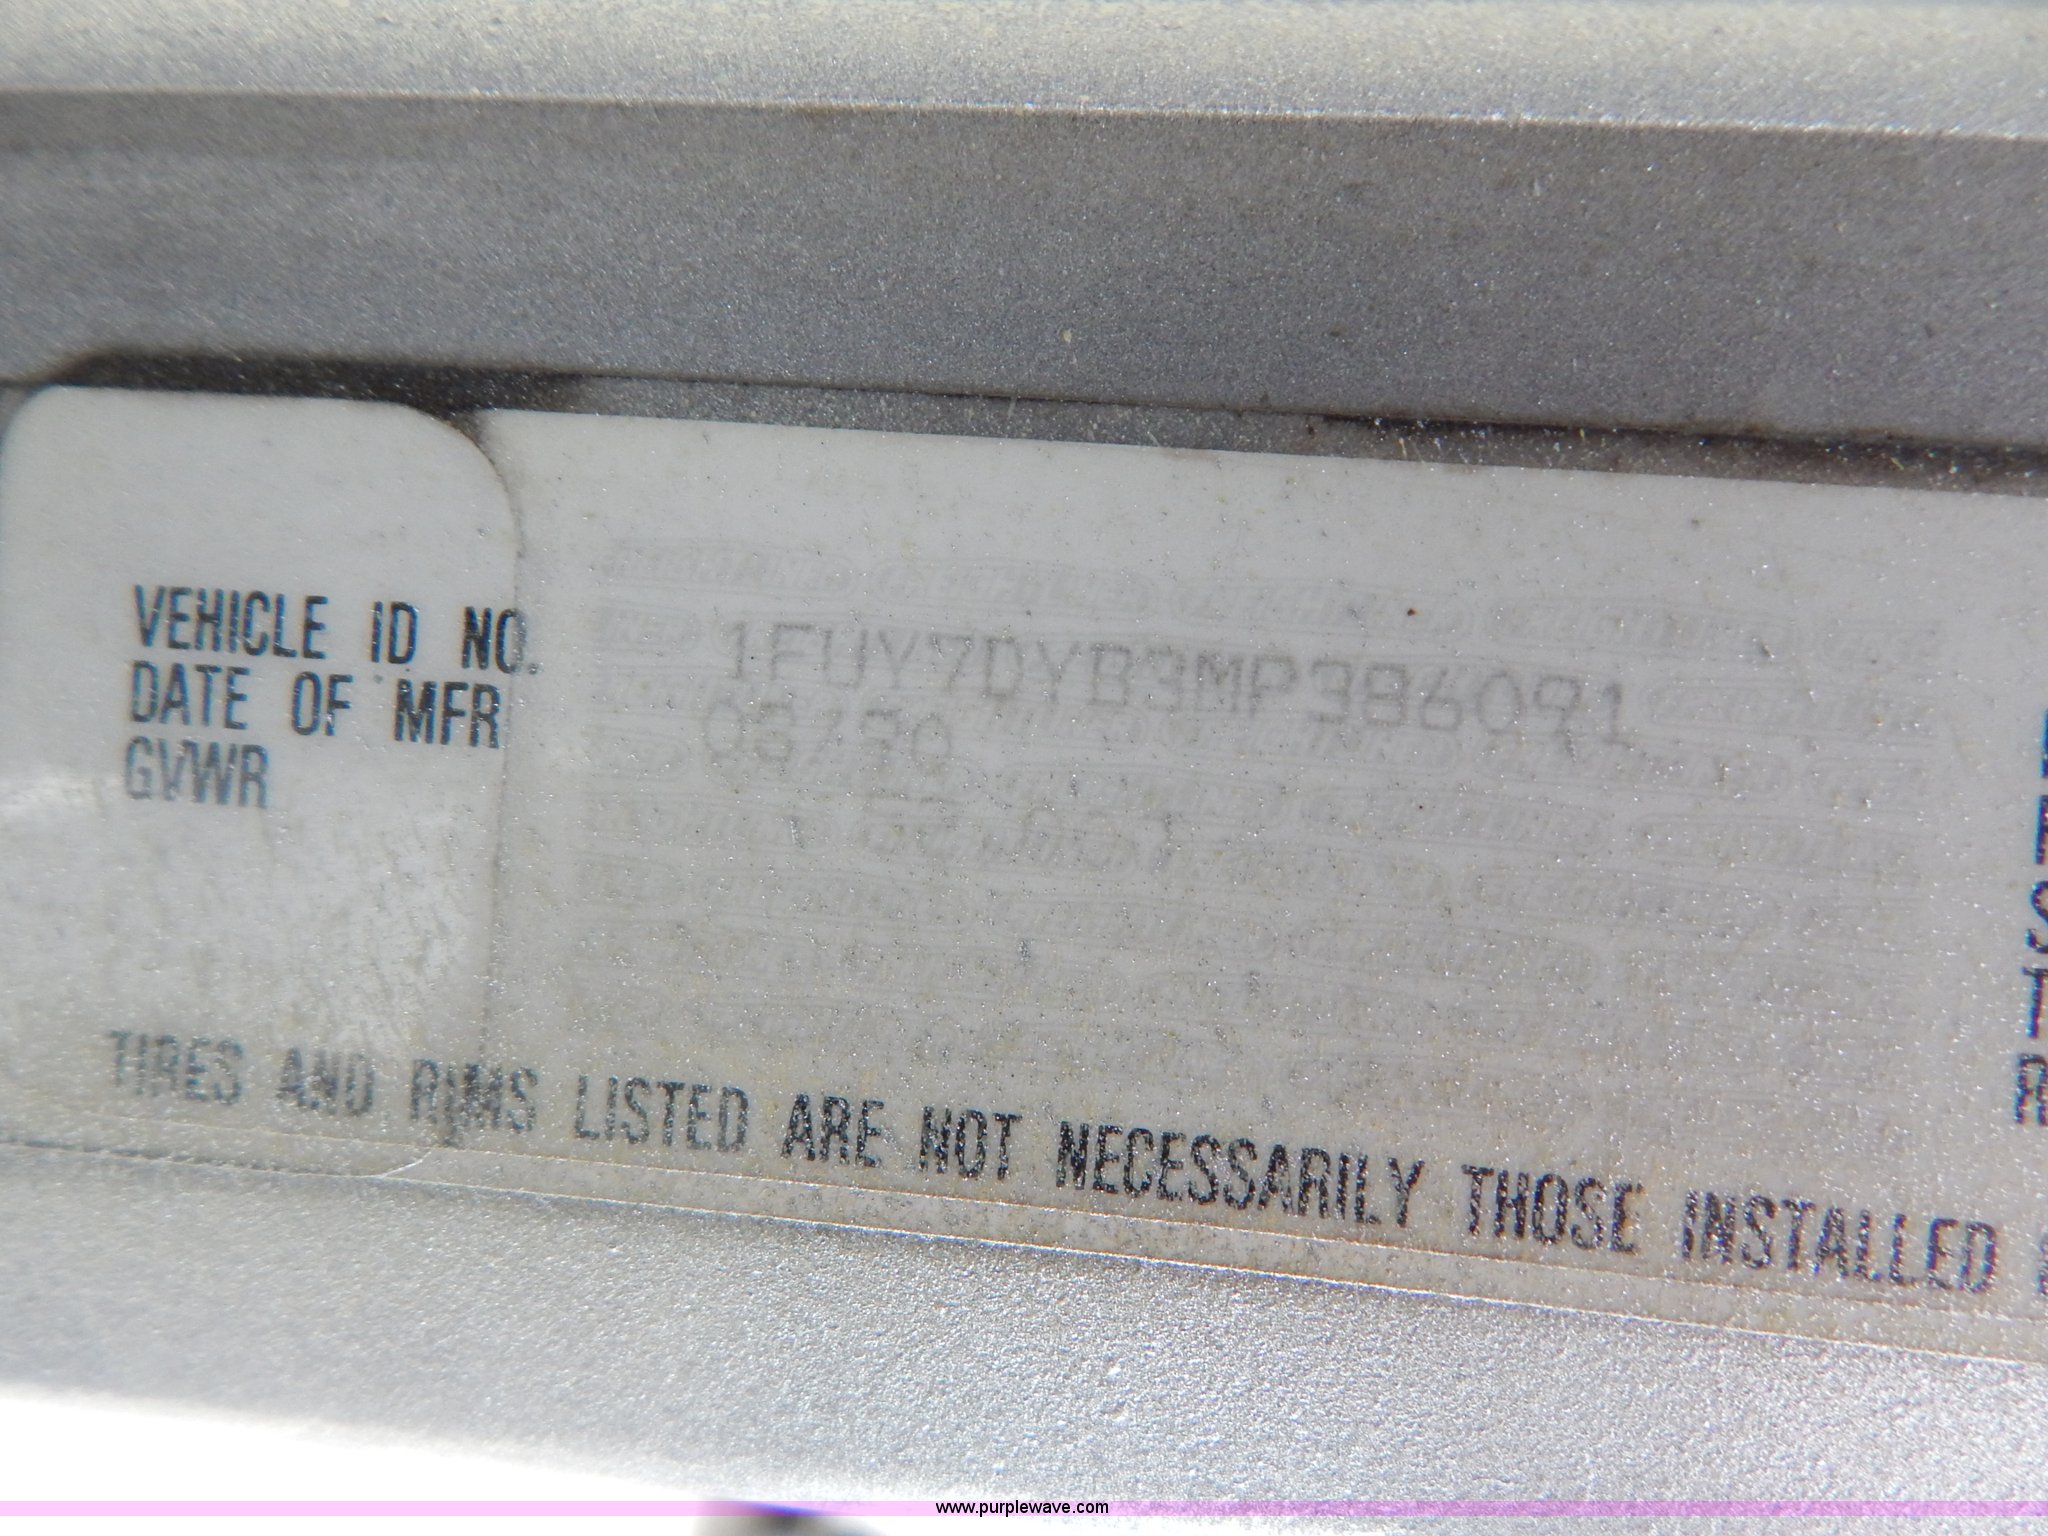 VEHICLE ID NO. 1FUY7DYB3MP386091
DATE OF MFR
GVWR
TIRES AND RIMS LISTED ARE NOT NECESSARILY THOSE INSTALLED
www.purplewave.com